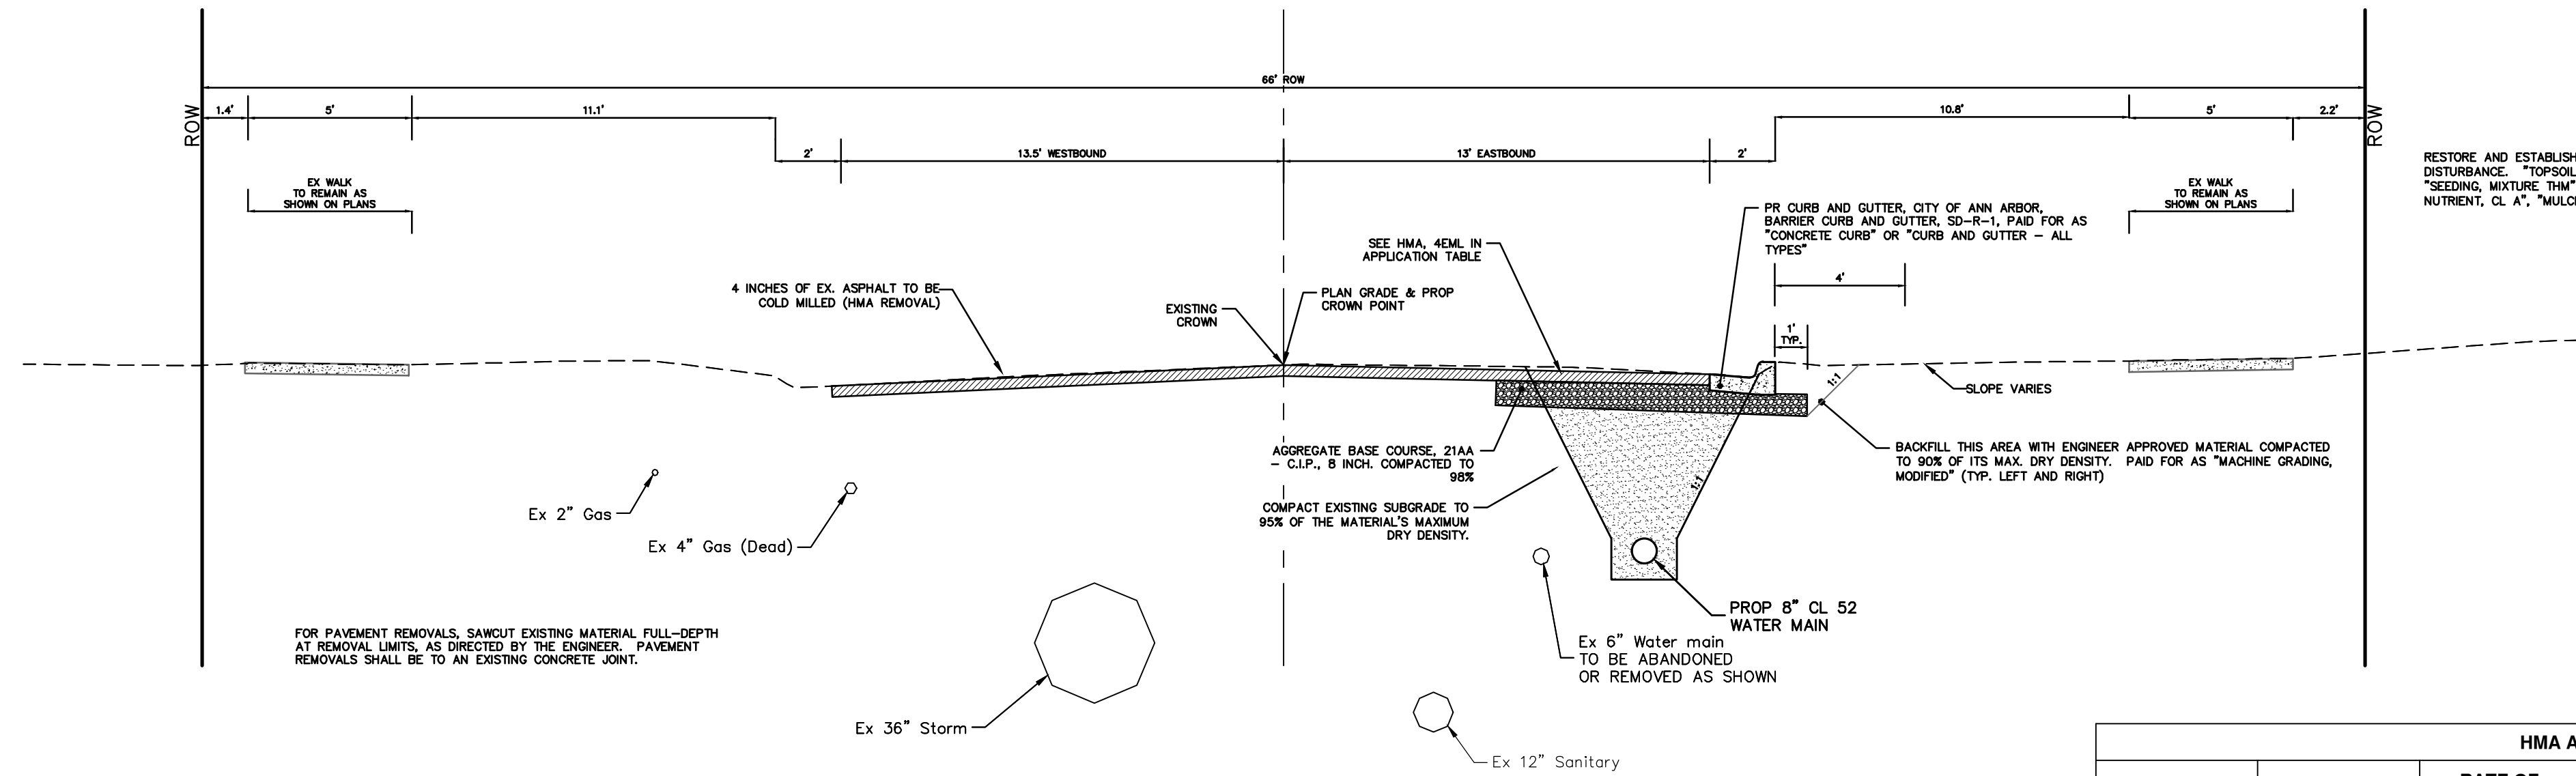 66' ROW
ROW
1.4'
5'
11.1'
10.8'
5'
2.2'
ROW
2'
13.5' WESTBOUND
13' EASTBOUND
2'
EX WALK
TO REMAIN AS
SHOWN ON PLANS
EX WALK
TO REMAIN AS
SHOWN ON PLANS
RESTORE AND ESTABLISH
DISTURBANCE. "TOPSOIL
"SEEDING, MIXTURE THM"
NUTRIENT, CL A", "MULC
PR CURB AND GUTTER, CITY OF ANN ARBOR,
BARRIER CURB AND GUTTER, SD-R-1, PAID FOR AS
"CONCRETE CURB" OR "CURB AND GUTTER - ALL
TYPES"
SEE HMA, 4EML IN
APPLICATION TABLE
4'
4 INCHES OF EX. ASPHALT TO BE
COLD MILLED (HMA REMOVAL)
PLAN GRADE & PROP
CROWN POINT
EXISTING
CROWN
1'
TYP.
1:1
SLOPE VARIES
AGGREGATE BASE COURSE, 21AA
- C.I.P., 8 INCH. COMPACTED TO
98%
BACKFILL THIS AREA WITH ENGINEER APPROVED MATERIAL COMPACTED
TO 90% OF ITS MAX. DRY DENSITY. PAID FOR AS "MACHINE GRADING,
MODIFIED" (TYP. LEFT AND RIGHT)
1:1
COMPACT EXISTING SUBGRADE TO
95% OF THE MATERIAL'S MAXIMUM
DRY DENSITY.
Ex 2" Gas
Ex 4" Gas (Dead)
PROP 8" CL 52
WATER MAIN
FOR PAVEMENT REMOVALS, SAWCUT EXISTING MATERIAL FULL-DEPTH
AT REMOVAL LIMITS, AS DIRECTED BY THE ENGINEER. PAVEMENT
REMOVALS SHALL BE TO AN EXISTING CONCRETE JOINT.
Ex 6" Water main
TO BE ABANDONED
OR REMOVED AS SHOWN
Ex 36" Storm
Ex 12" Sanitary
HMA A
RATE OF